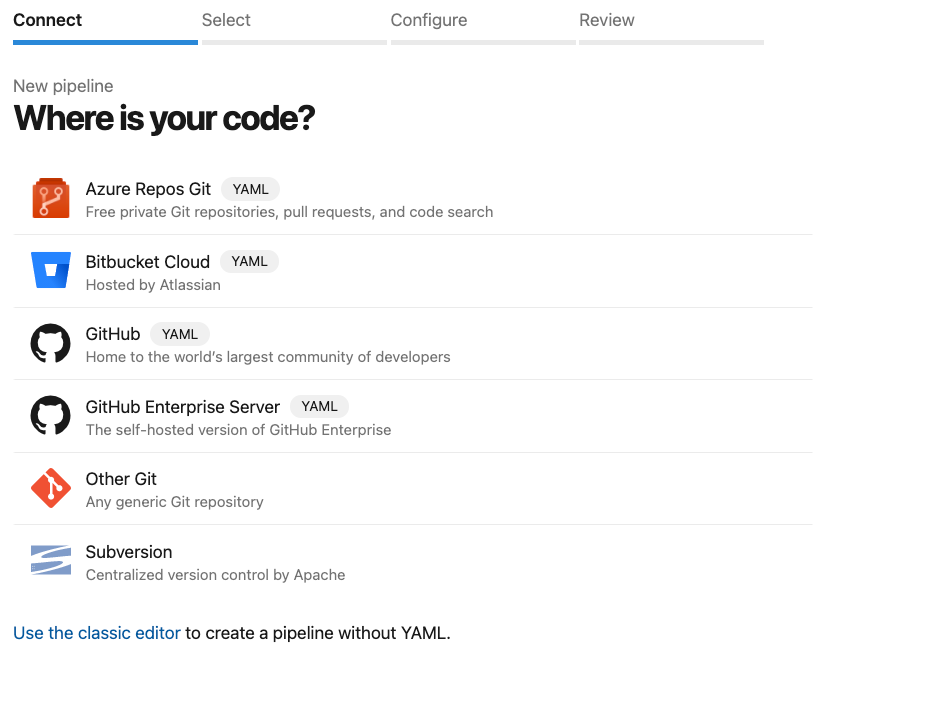 Connect Select Configure Review
New pipeline
Where is your code?
Azure Repos Git YAML
Free private Git repositories, pull requests, and code search
Bitbucket Cloud YAML
Hosted by Atlassian
GitHub YAML
Home to the world’s largest community of developers
GitHub Enterprise Server YAML
The self-hosted version of GitHub Enterprise
Other Git
Any generic Git repository
Subversion
Centralized version control by Apache
Use the classic editor to create a pipeline without YAML.